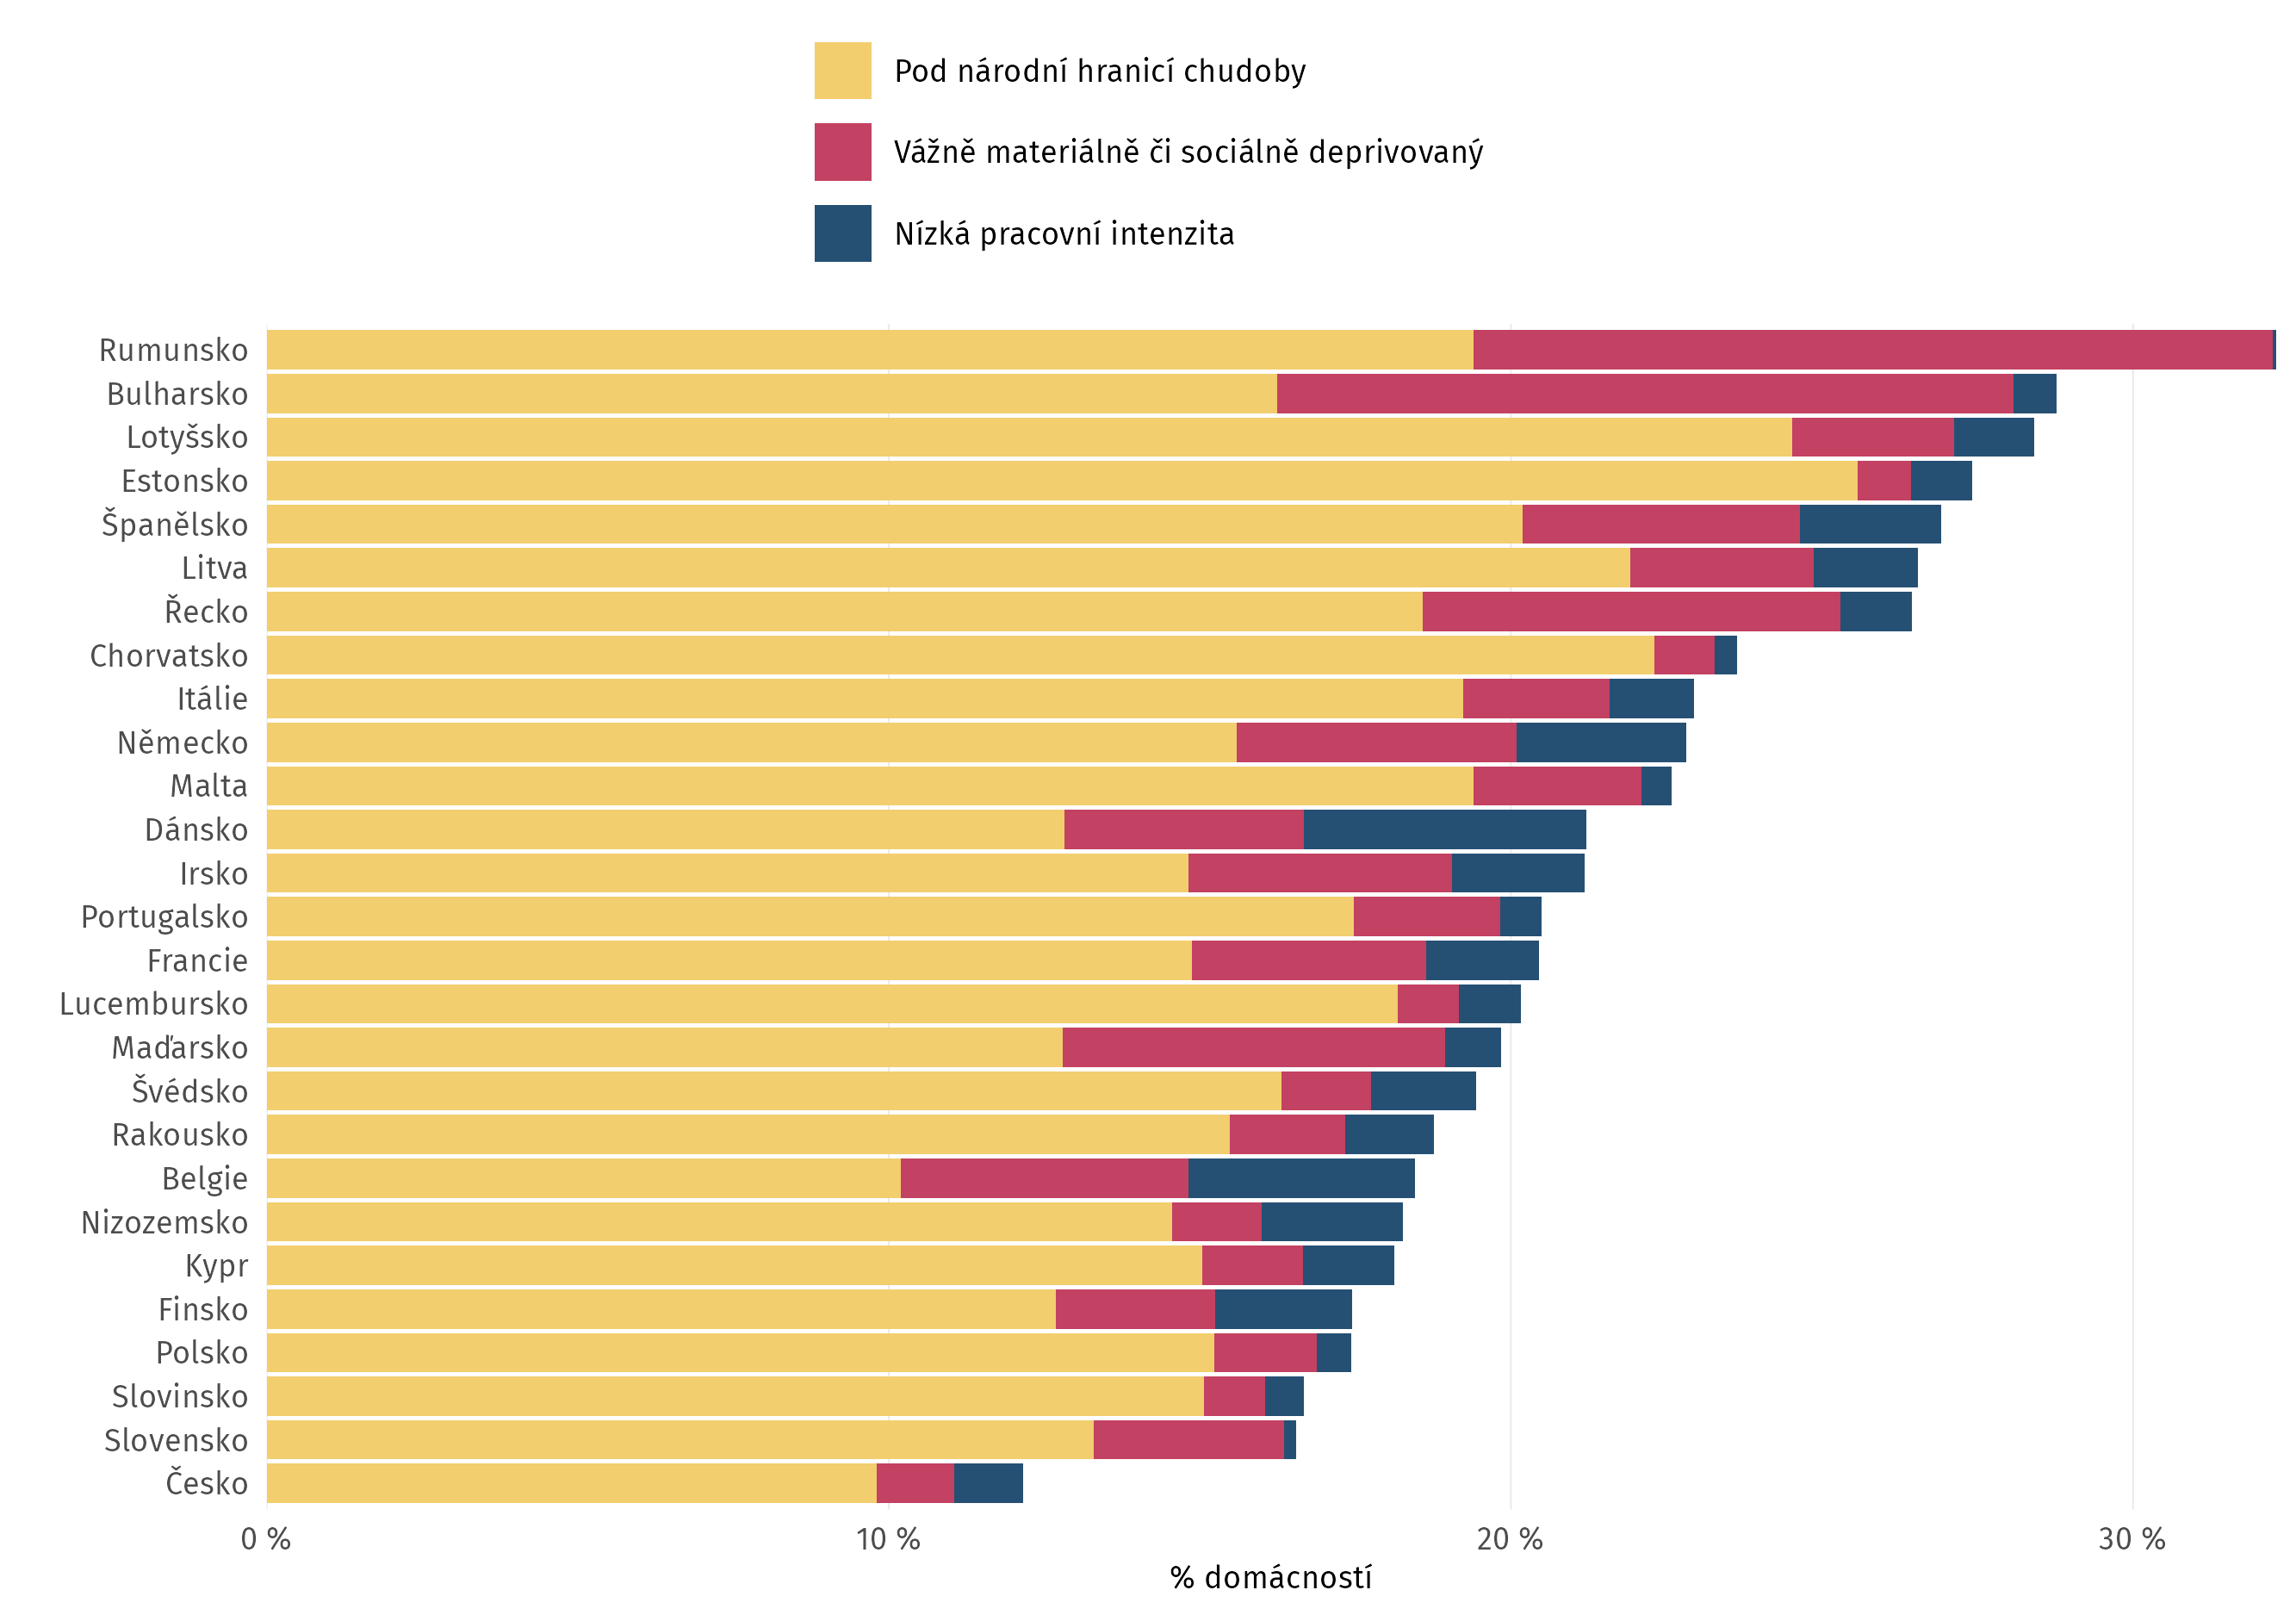 Pod národní hranicí chudoby
Vážně materiálně či sociálně deprivovaný
Nízká pracovní intenzita
Rumunsko
Bulharsko
Lotyšsko
Estonsko
Španělsko
Litva
Řecko
Chorvatsko
Itálie
Německo
Malta
Dánsko
Irsko
Portugalsko
Francie
Lucembursko
Maďarsko
Švédsko
Rakousko
Belgie
Nizozemsko
Kypr
Finsko
Polsko
Slovinsko
Slovensko
Česko
0 % 10 % 20 % 30 %
% domácností